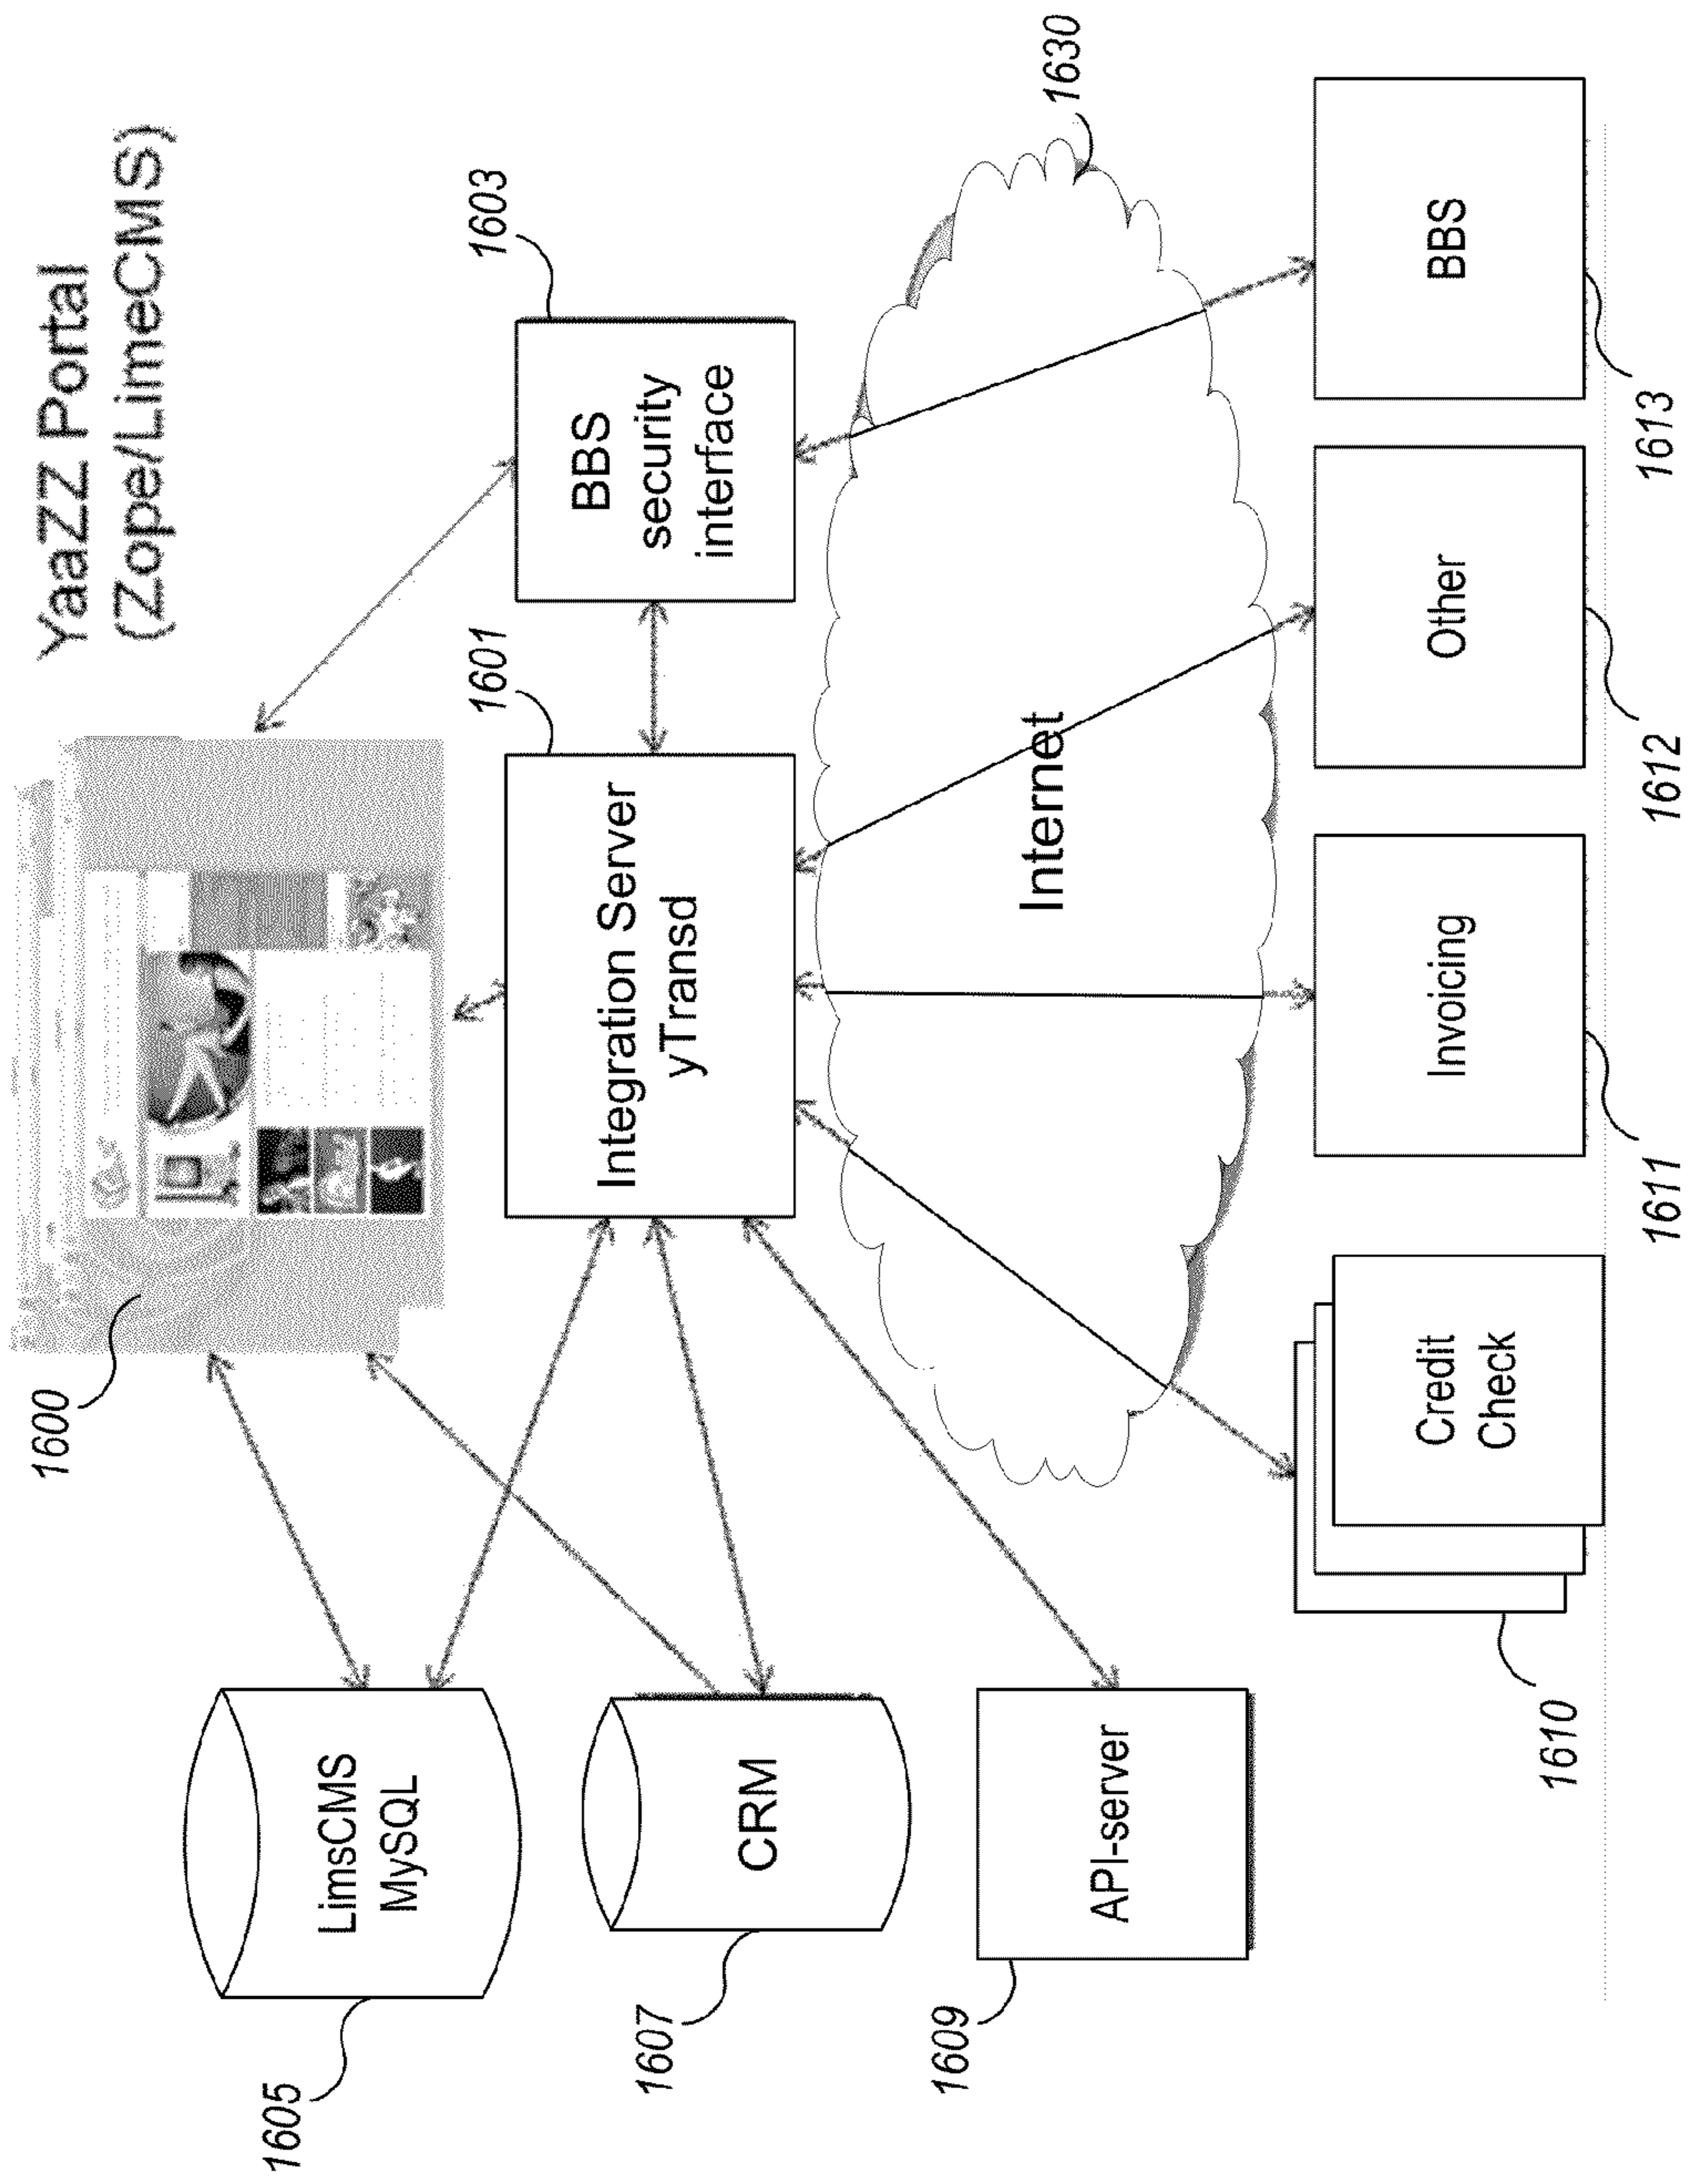 YaaZZ Portal
(Zope/LimeCMS)
1600
1605
LimsCMS
MySQL
1601
Integration Server
yTransd
1603
BBS
security
interface
1607
CRM
1609
API-server
Internet
1630
1610
Credit
Check
1611
Invoicing
1612
Other
1613
BBS